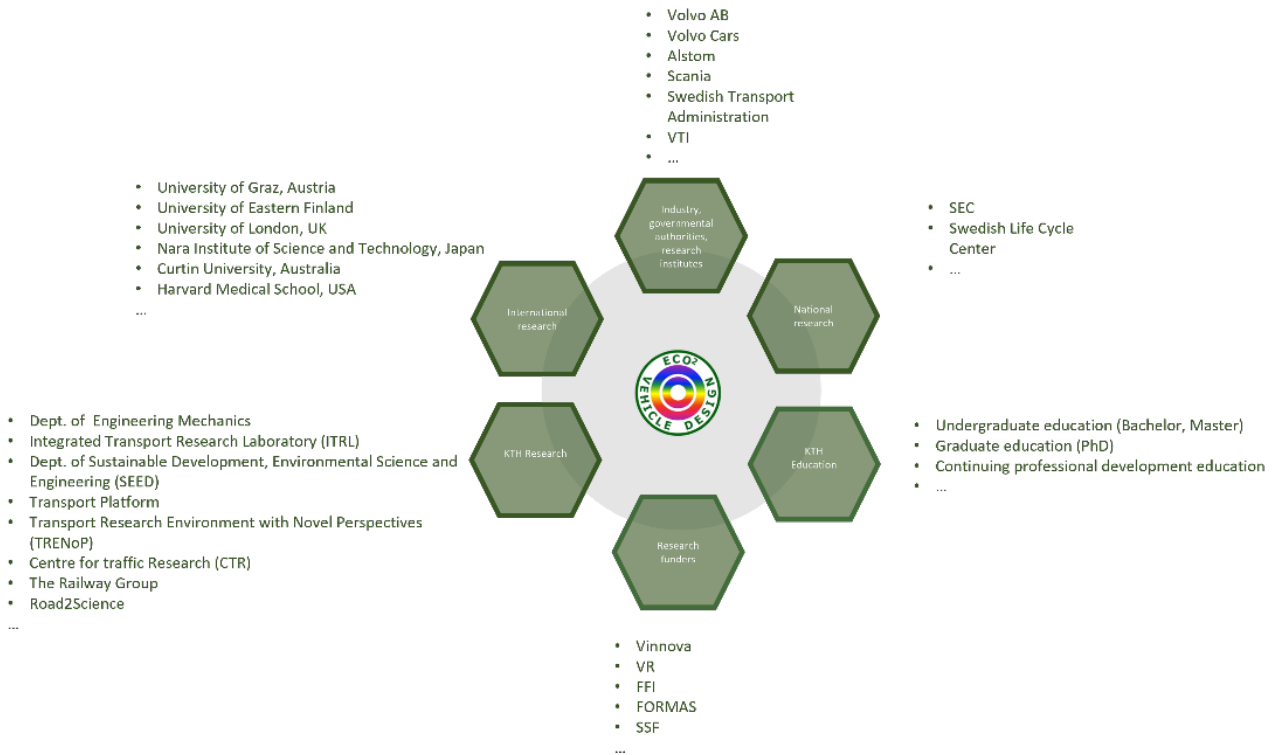 • Volvo AB
• Volvo Cars
• Alstom
• Scania
• Swedish Transport
Administration
• VTI
• ...
• University of Graz, Austria
• University of Eastern Finland
• University of London, UK
• Nara Institute of Science and Technology, Japan
• Curtin University, Australia
• Harvard Medical School, USA
...
Industry,
governmental
authorities,
research
institutes
• SEC
• Swedish Life Cycle
Center
• ...
International
research
National
research
ECO²
VEHICLE DESIGN
• Dept. of Engineering Mechanics
• Integrated Transport Research Laboratory (ITRL)
• Dept. of Sustainable Development, Environmental Science and
Engineering (SEED)
• Transport Platform
• Transport Research Environment with Novel Perspectives
(TRENoP)
• Centre for traffic Research (CTR)
• The Railway Group
• Road2Science
...
KTH Research
KTH
Education
• Undergraduate education (Bachelor, Master)
• Graduate education (PhD)
• Continuing professional development education
• ...
Research
funders
• Vinnova
• VR
• FFI
• FORMAS
• SSF
...